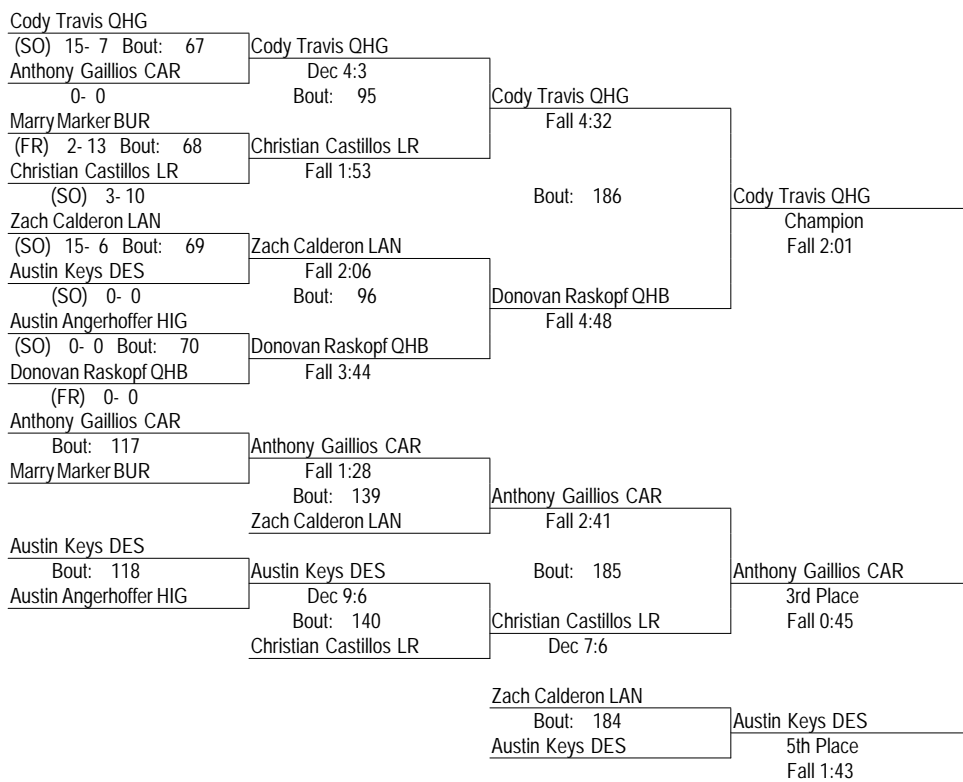 Cody Travis QHG
(SO) 15- 7 Bout: 67
Cody Travis QHG
Anthony Gaillios CAR
Dec 4:3
0- 0
Bout: 95
Cody Travis QHG
Marry Marker BUR
Fall 4:32
(FR) 2- 13 Bout: 68
Christian Castillos LR
Christian Castillos LR
Fall 1:53
(SO) 3- 10
Bout: 186
Cody Travis QHG
Zach Calderon LAN
Champion
(SO) 15- 6 Bout: 69
Zach Calderon LAN
Fall 2:01
Austin Keys DES
Fall 2:06
(SO) 0- 0
Bout: 96
Donovan Raskopf QHB
Austin Angerhoffer HIG
Fall 4:48
(SO) 0- 0 Bout: 70
Donovan Raskopf QHB
Donovan Raskopf QHB
Fall 3:44
(FR) 0- 0
Anthony Gaillios CAR
Bout: 117
Anthony Gaillios CAR
Marry Marker BUR
Fall 1:28
Bout: 139
Anthony Gaillios CAR
Zach Calderon LAN
Fall 2:41
Austin Keys DES
Bout: 118
Austin Keys DES
Bout: 185
Anthony Gaillios CAR
Austin Angerhoffer HIG
Dec 9:6
3rd Place
Bout: 140
Christian Castillos LR
Fall 0:45
Christian Castillos LR
Dec 7:6
Zach Calderon LAN
Bout: 184
Austin Keys DES
Austin Keys DES
5th Place
Fall 1:43